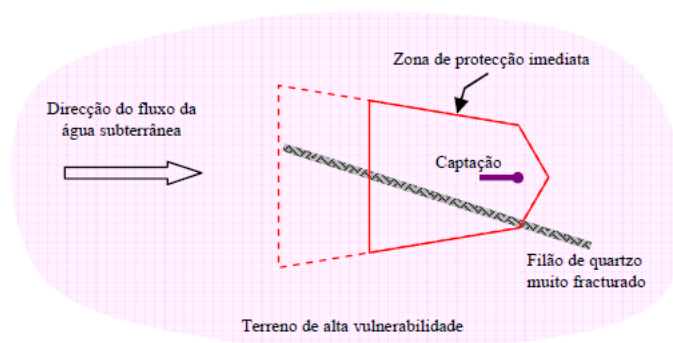 Zona de protecção imediata
Direcção do fluxo da
água subterrânea
Captação
Filão de quartzo
muito fracturado
Terreno de alta vulnerabilidade